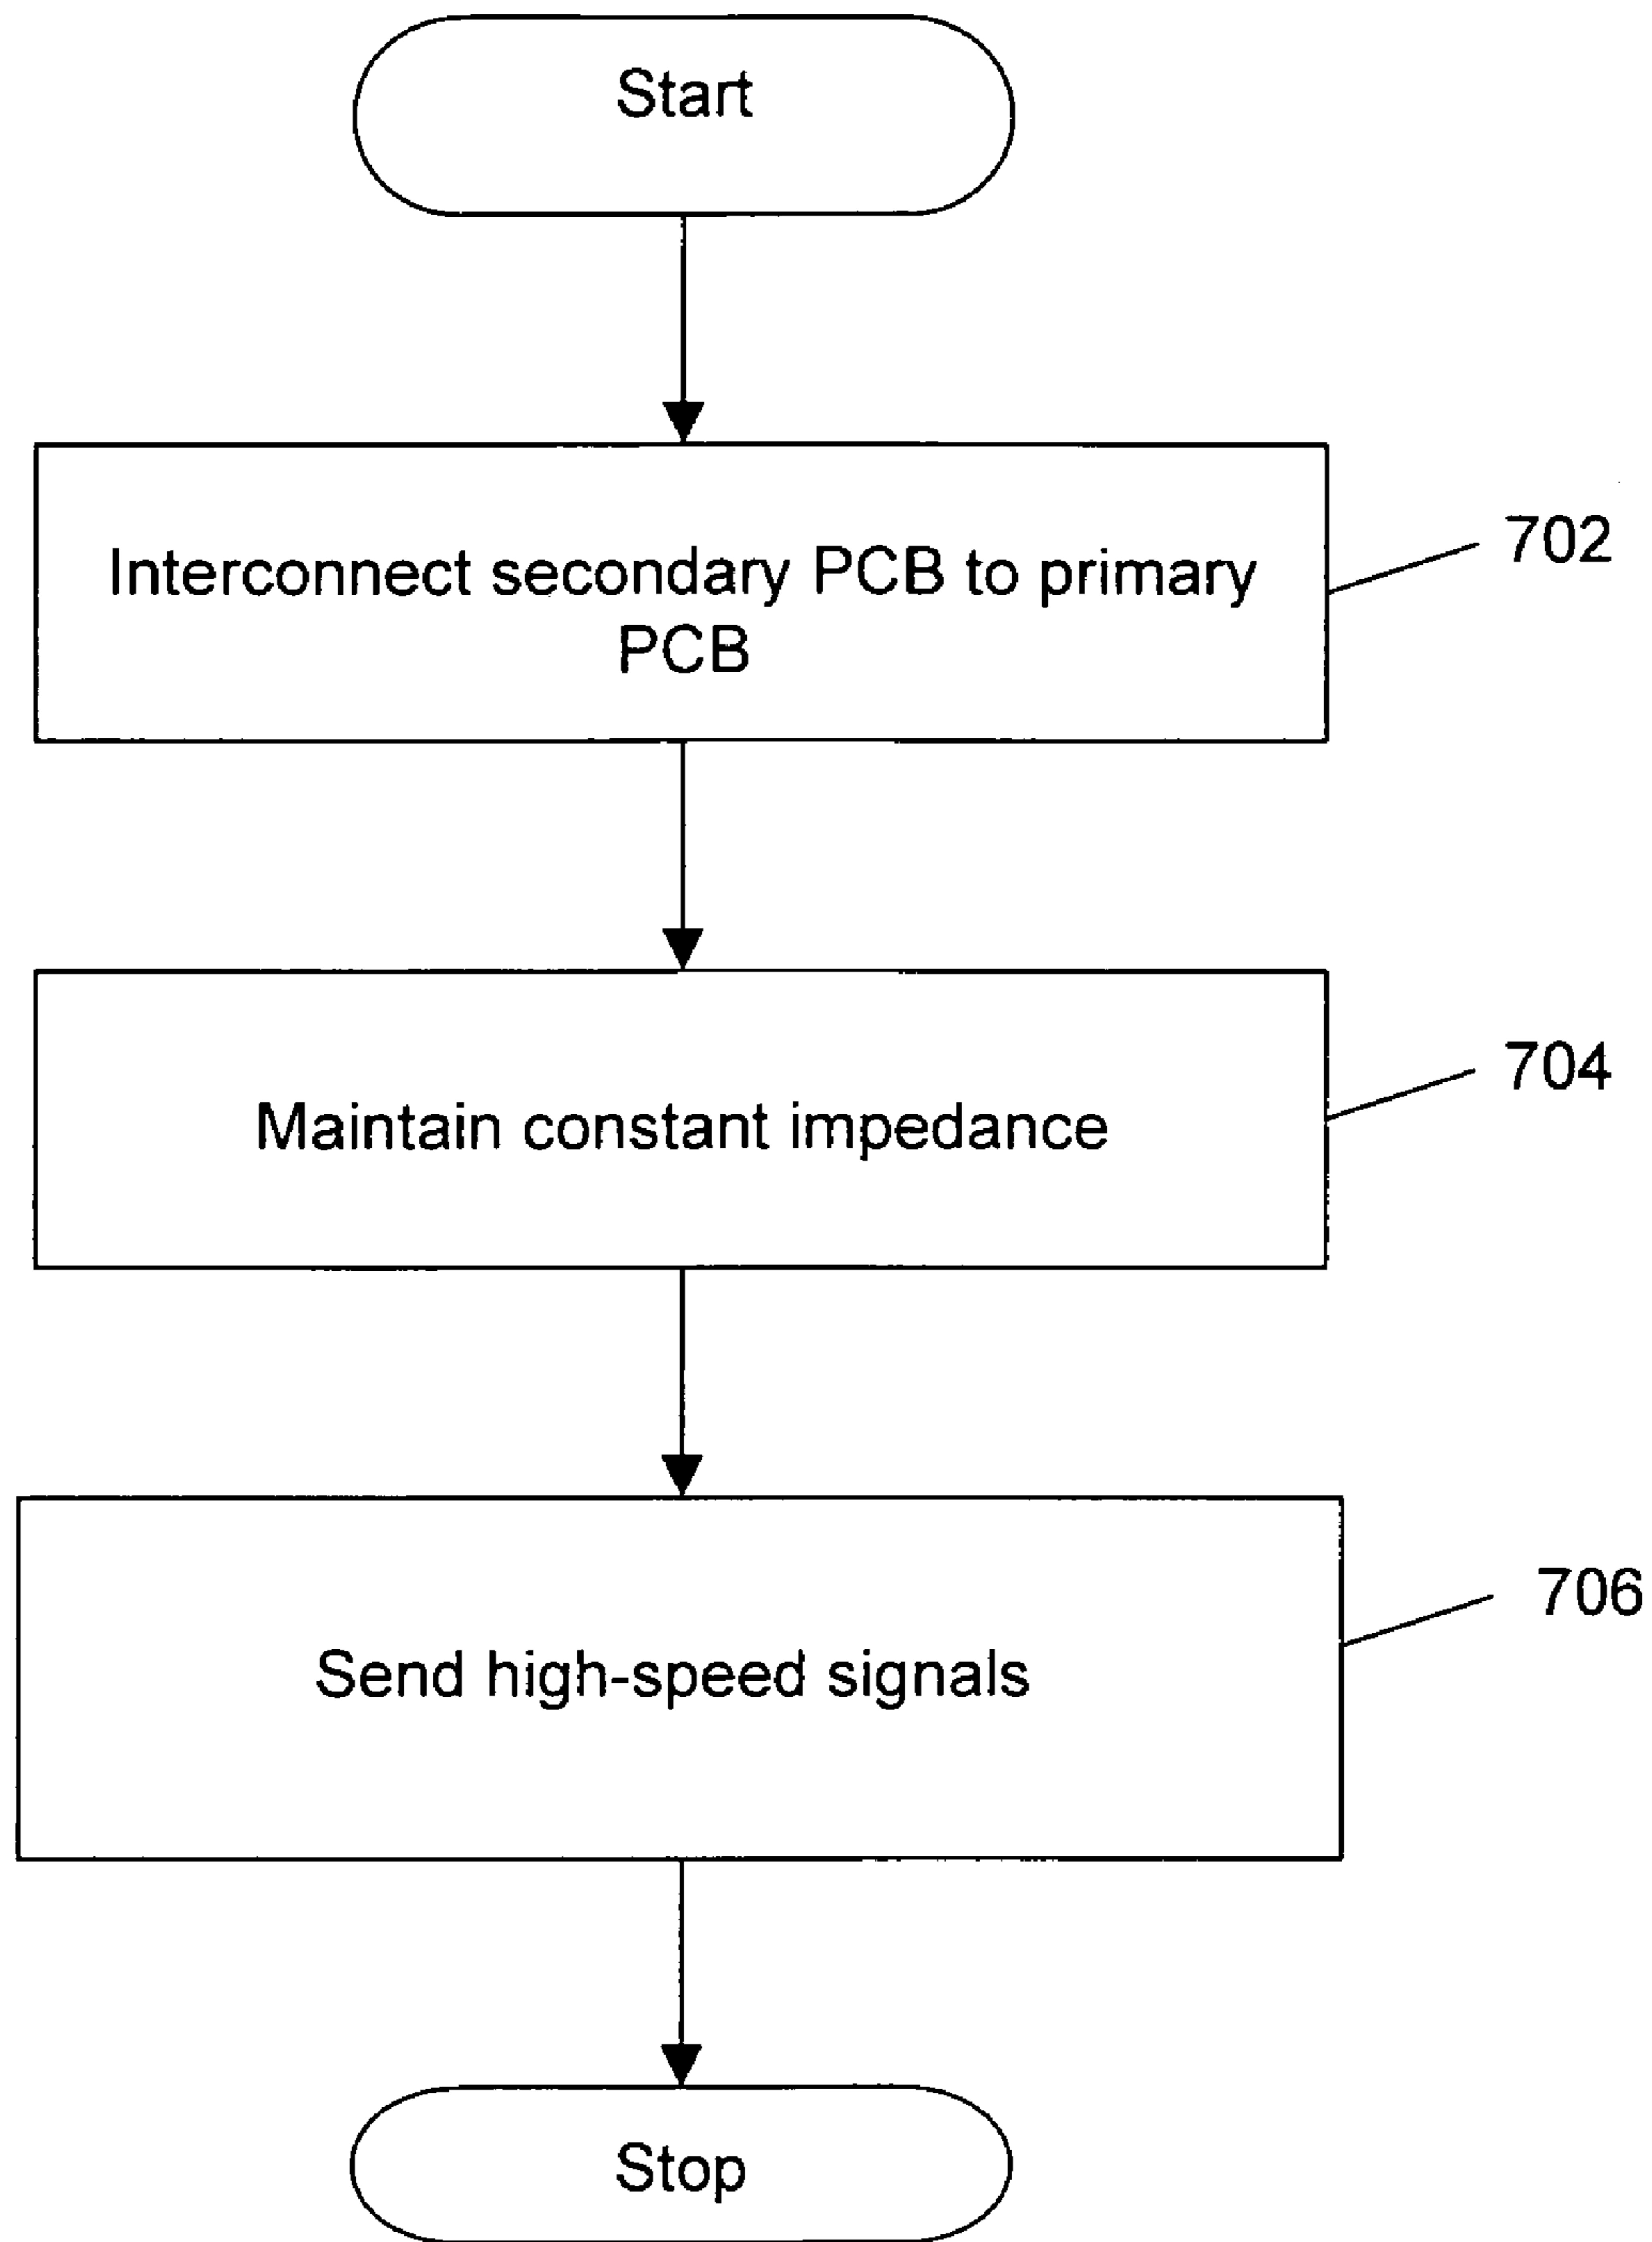 Start
Interconnect secondary PCB to primary
PCB
702
Maintain constant impedance
704
Send high-speed signals
706
Stop